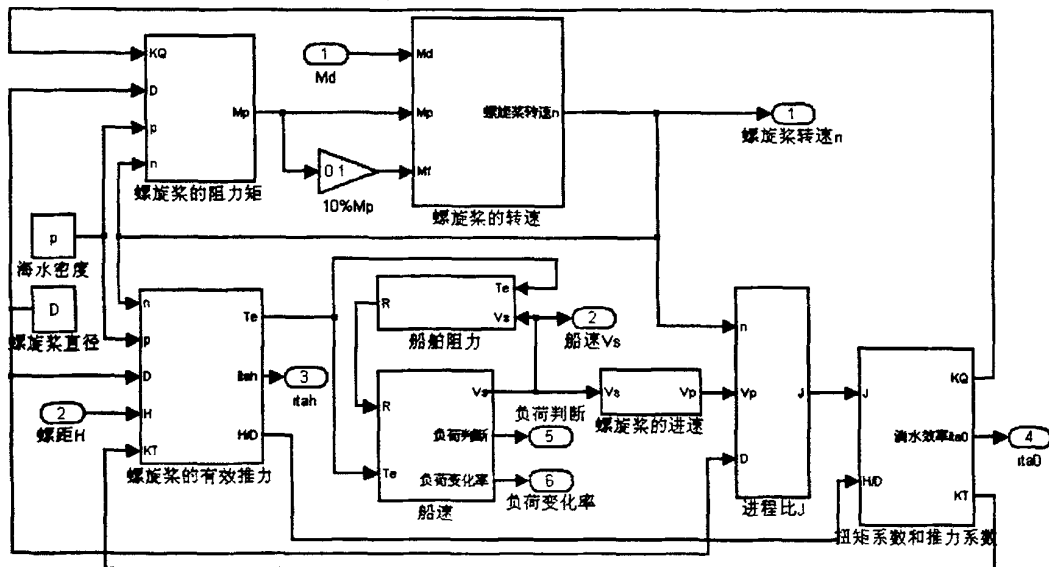 KQ
D
p
n
Mp
螺旋桨的阻力矩
1
Md
0.1
10%Mp
Md
Mp
Mf
螺旋桨转速n
螺旋桨的转速
1
螺旋桨转速n
p
海水密度
D
螺旋桨直径
2
螺距H
n
p
D
H
KT
Te
itah
H/D
螺旋桨的有效推力
3
itah
R
Te
Vs
船舶阻力
2
船速Vs
R
Te
Vs
负荷判断
负荷变化率
船速
负荷判断
5
6
负荷变化率
Vs
Vp
螺旋桨的进速
n
Vp
D
J
进程比J
J
H/D
KQ
淌水效率ita0
KT
扭矩系数和推力系数
4
ita0